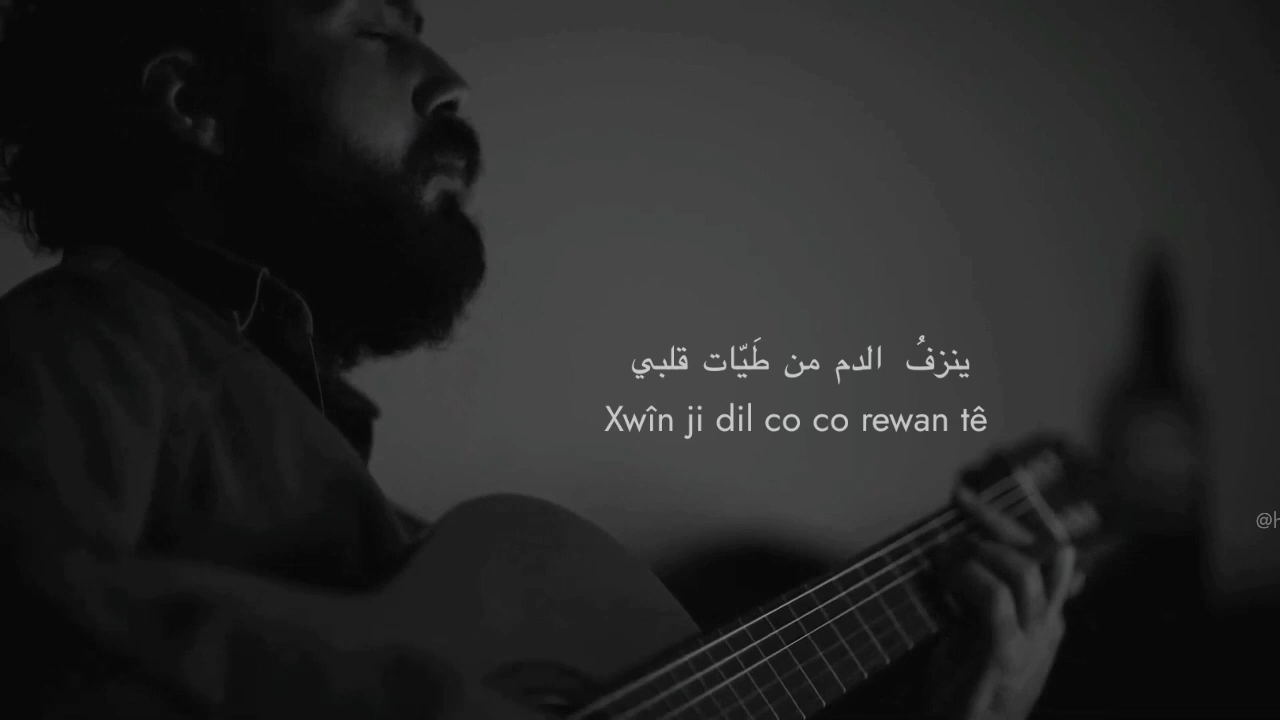 ينزفُ الدم من طَيّات قلبي
Xwîn ji dil co co rewan tê